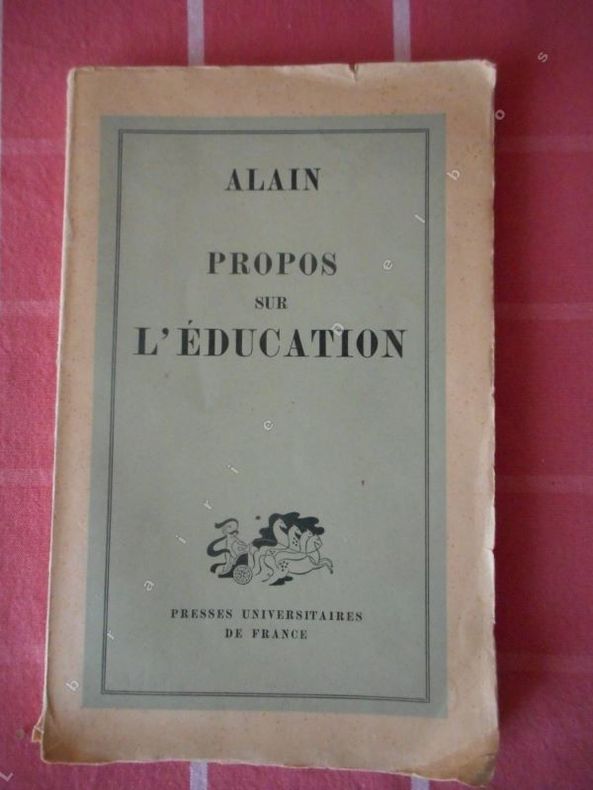 ALAIN
PROPOS
SUR
L'ÉDUCATION
PRESSES UNIVERSITAIRES
DE FRANCE